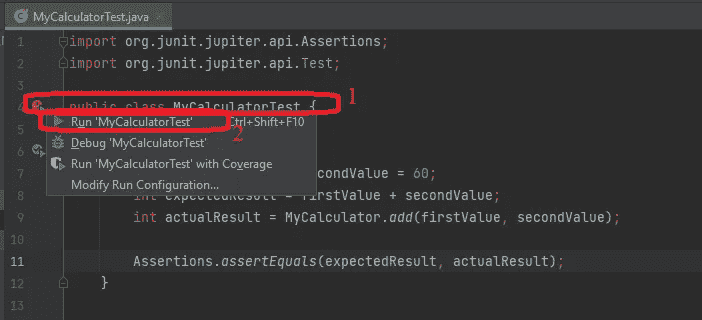 MyCalculatorTest.java
1 import org.junit.jupiter.api.Assertions;
2 import org.junit.jupiter.api.Test;
3
4 public class MyCalculatorTest { 1
Run 'MyCalculatorTest' Ctrl+Shift+F10 2
5
Debug 'MyCalculatorTest'
6
Run 'MyCalculatorTest' with Coverage
7 secondValue = 60;
Modify Run Configuration...
8 int expectedResult = firstValue + secondValue;
9 int actualResult = MyCalculator.add(firstValue, secondValue);
10
11 Assertions.assertEquals(expectedResult, actualResult);
12 }
13